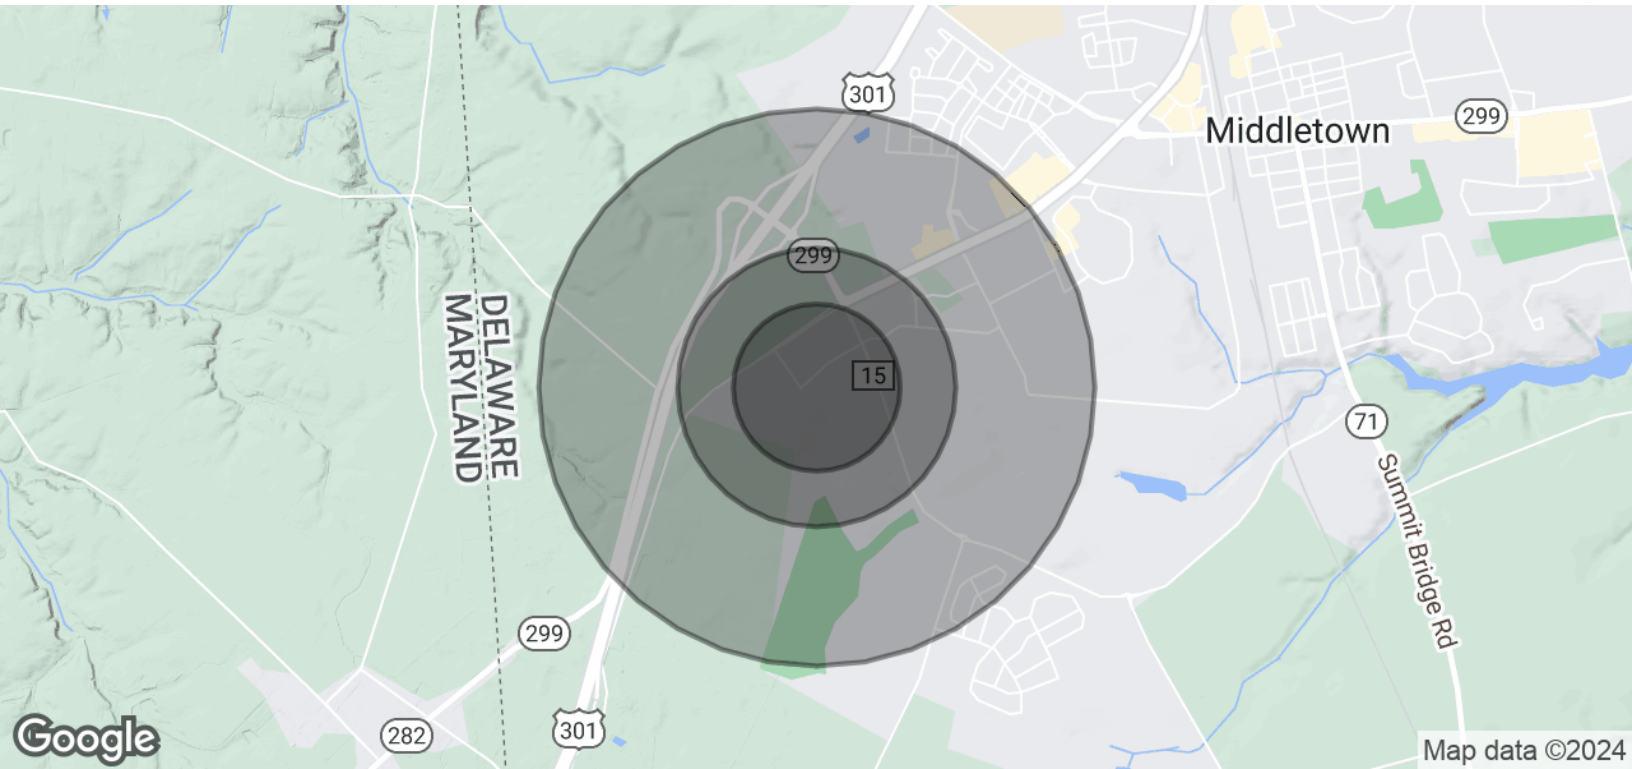 301
299
Middletown
299
DELAWARE
MARYLAND
15
71
Summit Bridge Rd
299
282
301
Google
Map data ©2024